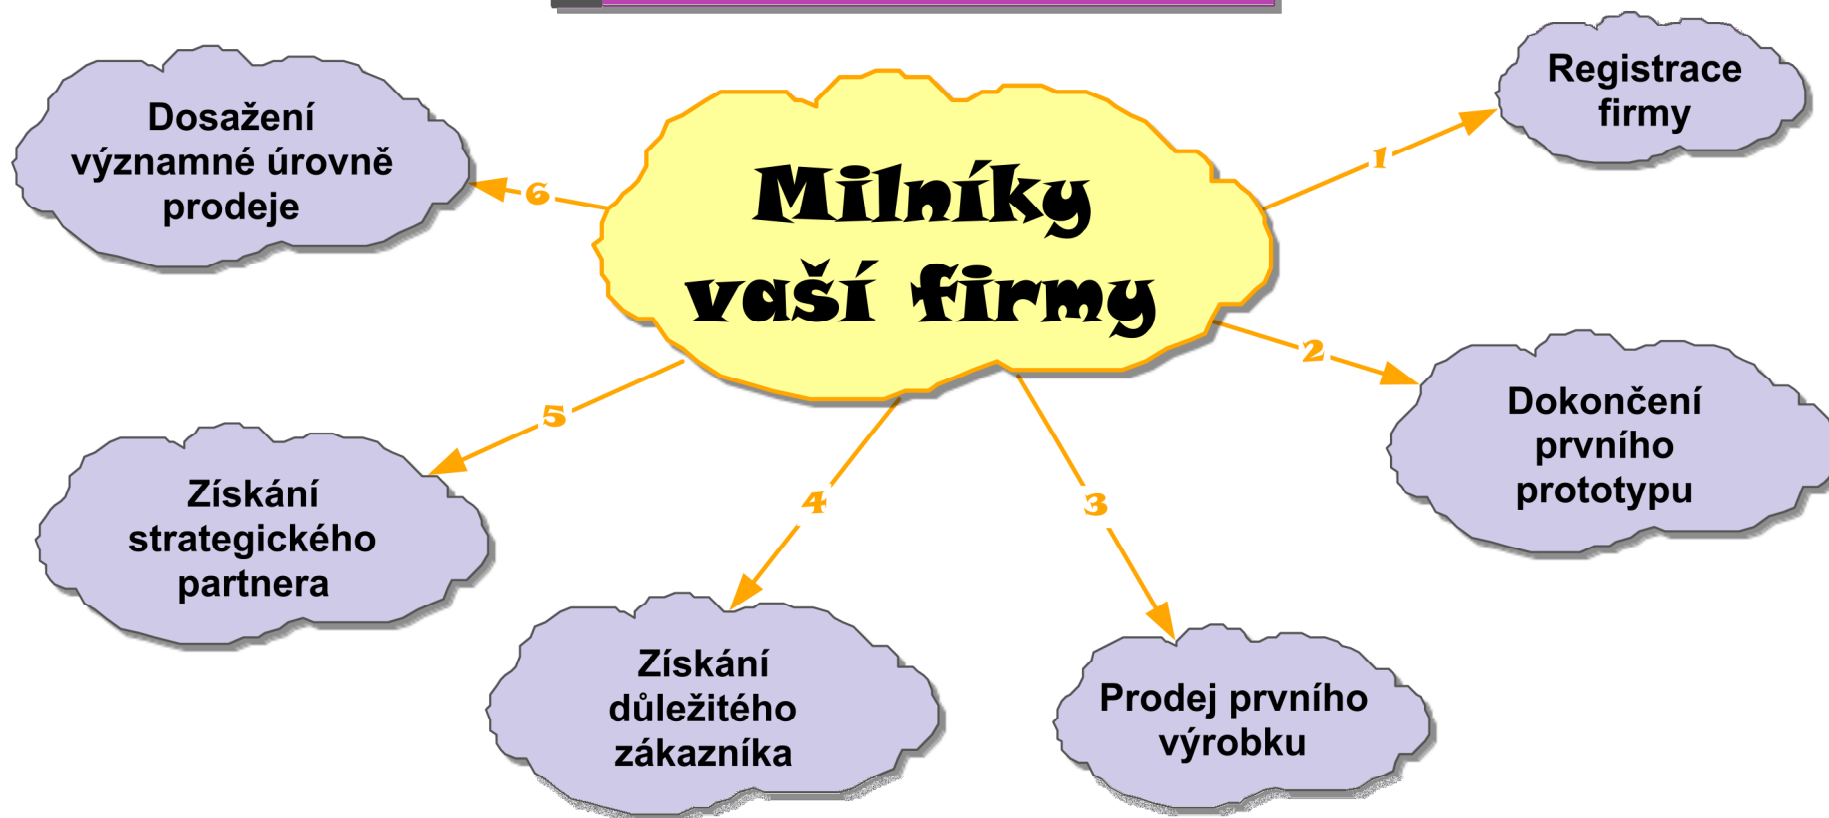 Milníky
vaší firmy
1
Registrace
firmy
2
Dokončení
prvního
prototypu
3
Prodej prvního
výrobku
4
Získání
důležitého
zákazníka
5
Získání
strategického
partnera
6
Dosažení
významné úrovně
prodeje